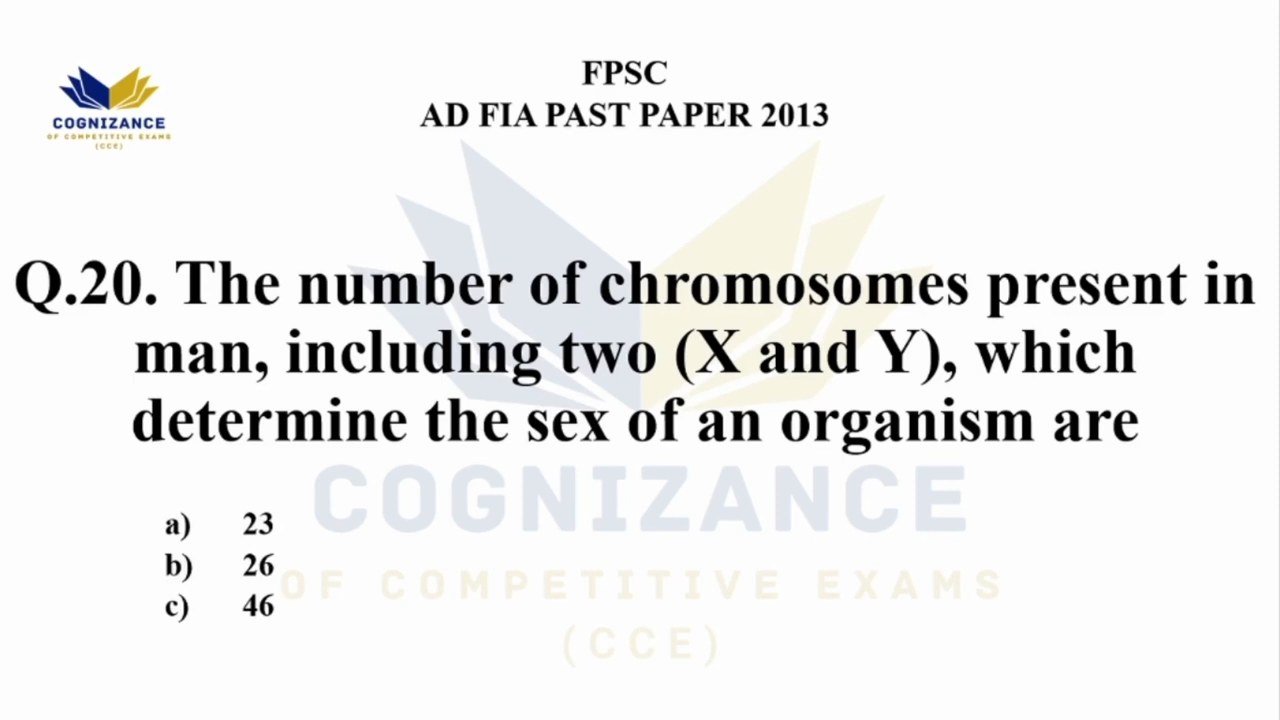 FPSC
AD FIA PAST PAPER 2013
COGNIZANCE
OF COMPETITIVE EXAMS
(CCE)
Q.20. The number of chromosomes present in
man, including two (X and Y), which
determine the sex of an organism are
COGNIZANCE
OF COMPETITIVE EXAMS
(CCE)
a) 23
b) 26
c) 46